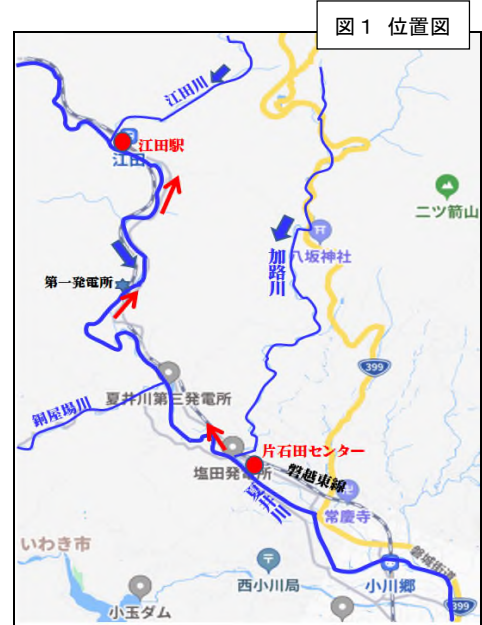 図１ 位置図
江田川
江田駅
江田
二ツ箭山
加路川
八坂神社
第一発電所
399
夏井川第三発電所
銅屋場川
片石田センター
塩田発電所
磐越東線
夏井川
常慶寺
いわき市
磐城街道
西小川局
小川郷
小玉ダム
399